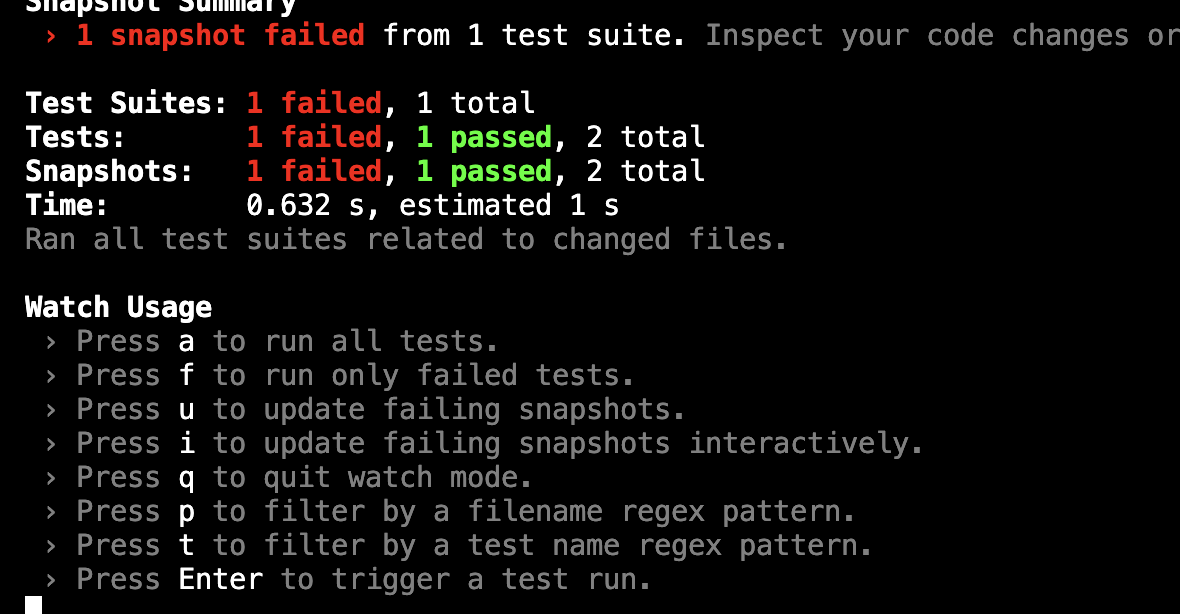 Snapshot Summary
› 1 snapshot failed from 1 test suite. Inspect your code changes or
Test Suites: 1 failed, 1 total
Tests: 1 failed, 1 passed, 2 total
Snapshots: 1 failed, 1 passed, 2 total
Time: 0.632 s, estimated 1 s
Ran all test suites related to changed files.
Watch Usage
› Press a to run all tests.
› Press f to run only failed tests.
› Press u to update failing snapshots.
› Press i to update failing snapshots interactively.
› Press q to quit watch mode.
› Press p to filter by a filename regex pattern.
› Press t to filter by a test name regex pattern.
› Press Enter to trigger a test run.